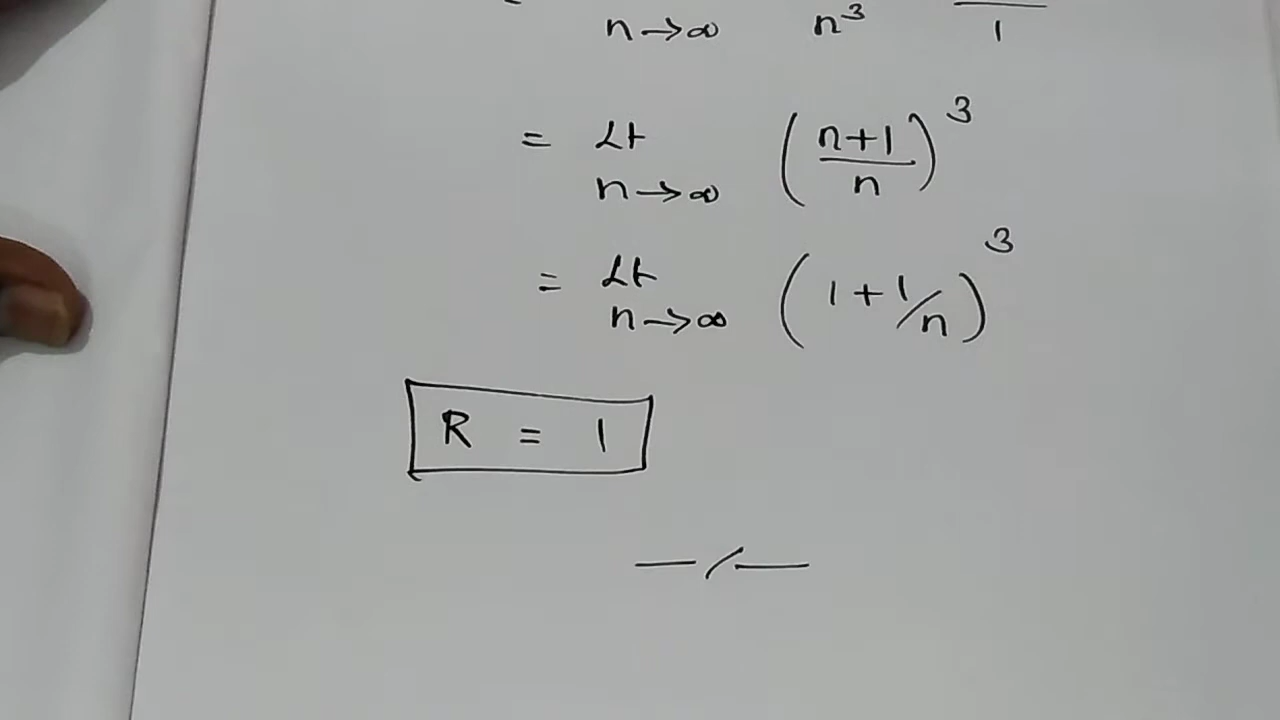 n→∞ n³ 1
= Lt (n+1/n)³
n→∞
= Lt (1+1/n)³
n→∞
R = 1
—/—